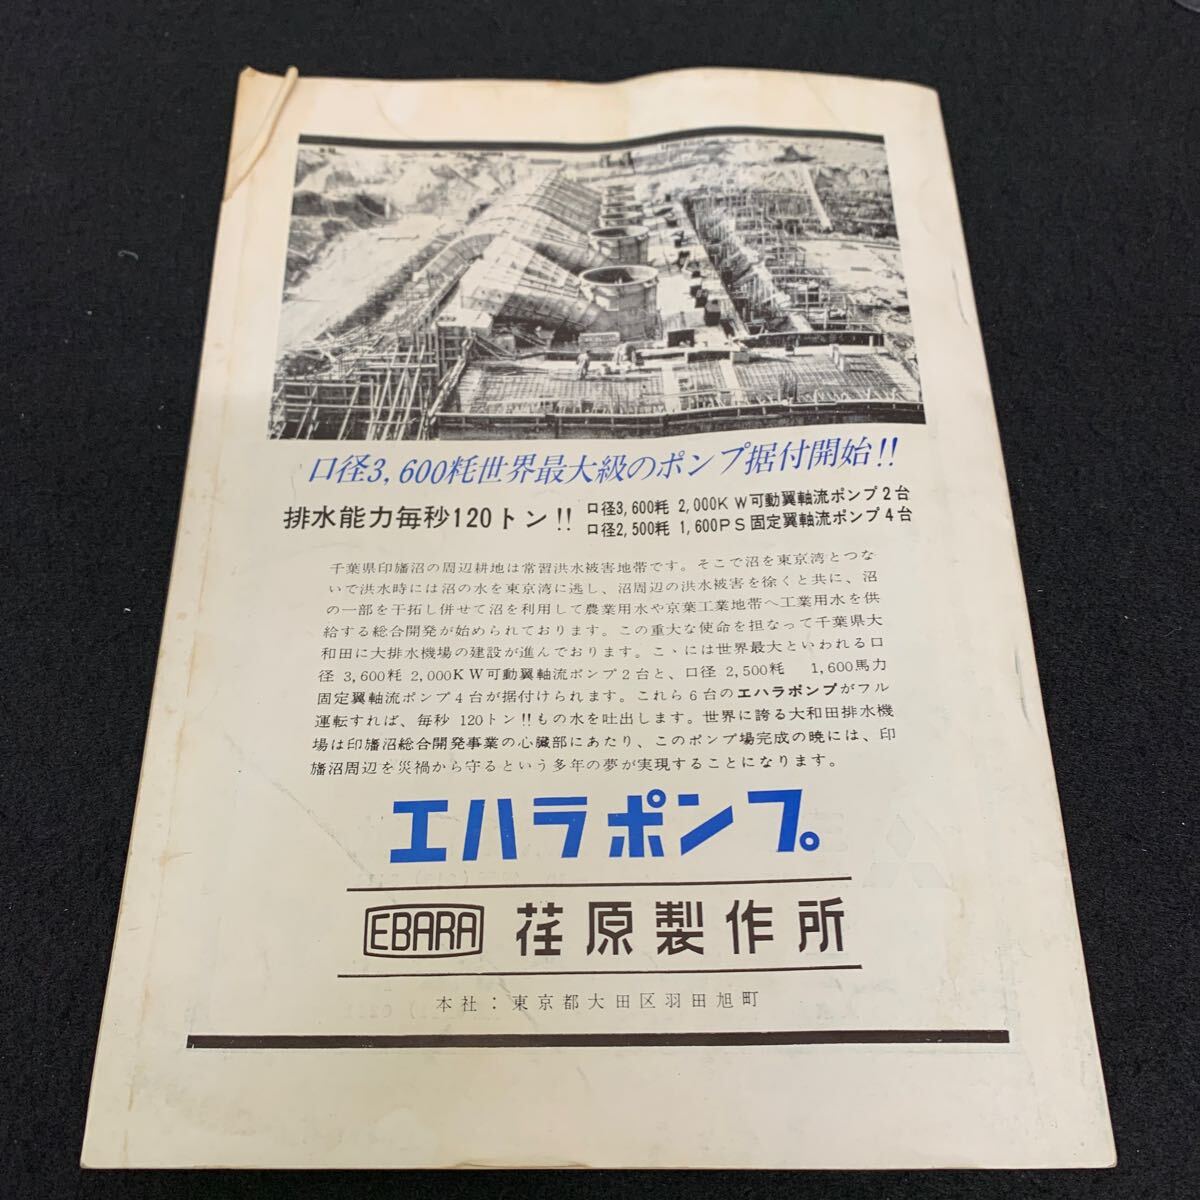 口径3,600粍世界最大級のポンプ据付開始!!
排水能力毎秒120トン!!
口径3,600粍 2,000KW可動翼軸流ポンプ2台
口径2,500粍 1,600PS固定翼軸流ポンプ4台
千葉県印旛沼の周辺耕地は常習洪水被害地帯です。そこで沼を東京湾とつな
いで洪水時には沼の水を東京湾に逃し、沼周辺の洪水被害を徐くと共に、沼
の一部を干拓し併せて沼を利用して農業用水や京葉工業地帯へ工業用水を供
給する総合開発が始められております。この重大な使命を担なって千葉県大
和田に大排水機場の建設が進んでおります。こゝには世界最大といわれる口
径 3,600粍 2,000KW可動翼軸流ポンプ2台と、口径 2,500粍 1,600馬力
固定翼軸流ポンプ4台が据付けられます。これら6台のエハラポンプがフル
運転すれば、毎秒 120トン!!もの水を吐出します。世界に誇る大和田排水機
場は印旛沼総合開発事業の心臓部にあたり、このポンプ場完成の暁には、印
旛沼周辺を災禍から守るという多年の夢が実現することになります。
エハラポンプ
EBARA 荏原製作所
本社：東京都大田区羽田旭町